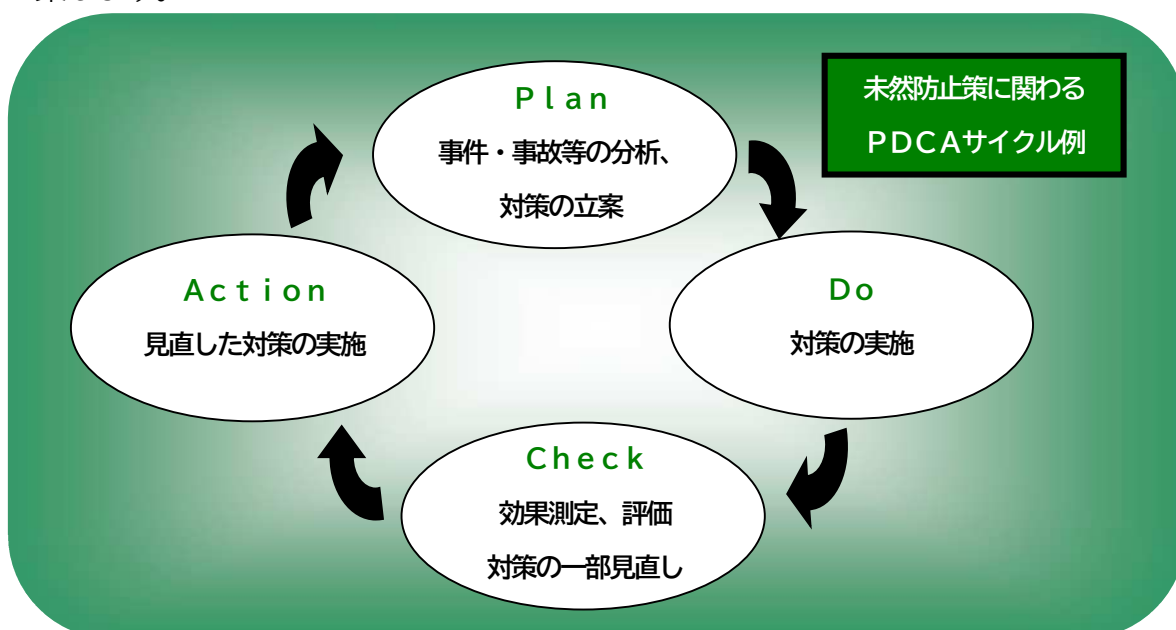 未然防止策に関わる
PDCAサイクル例
Plan
事件・事故等の分析、
対策の立案
Do
対策の実施
Check
効果測定、評価
対策の一部見直し
Action
見直した対策の実施